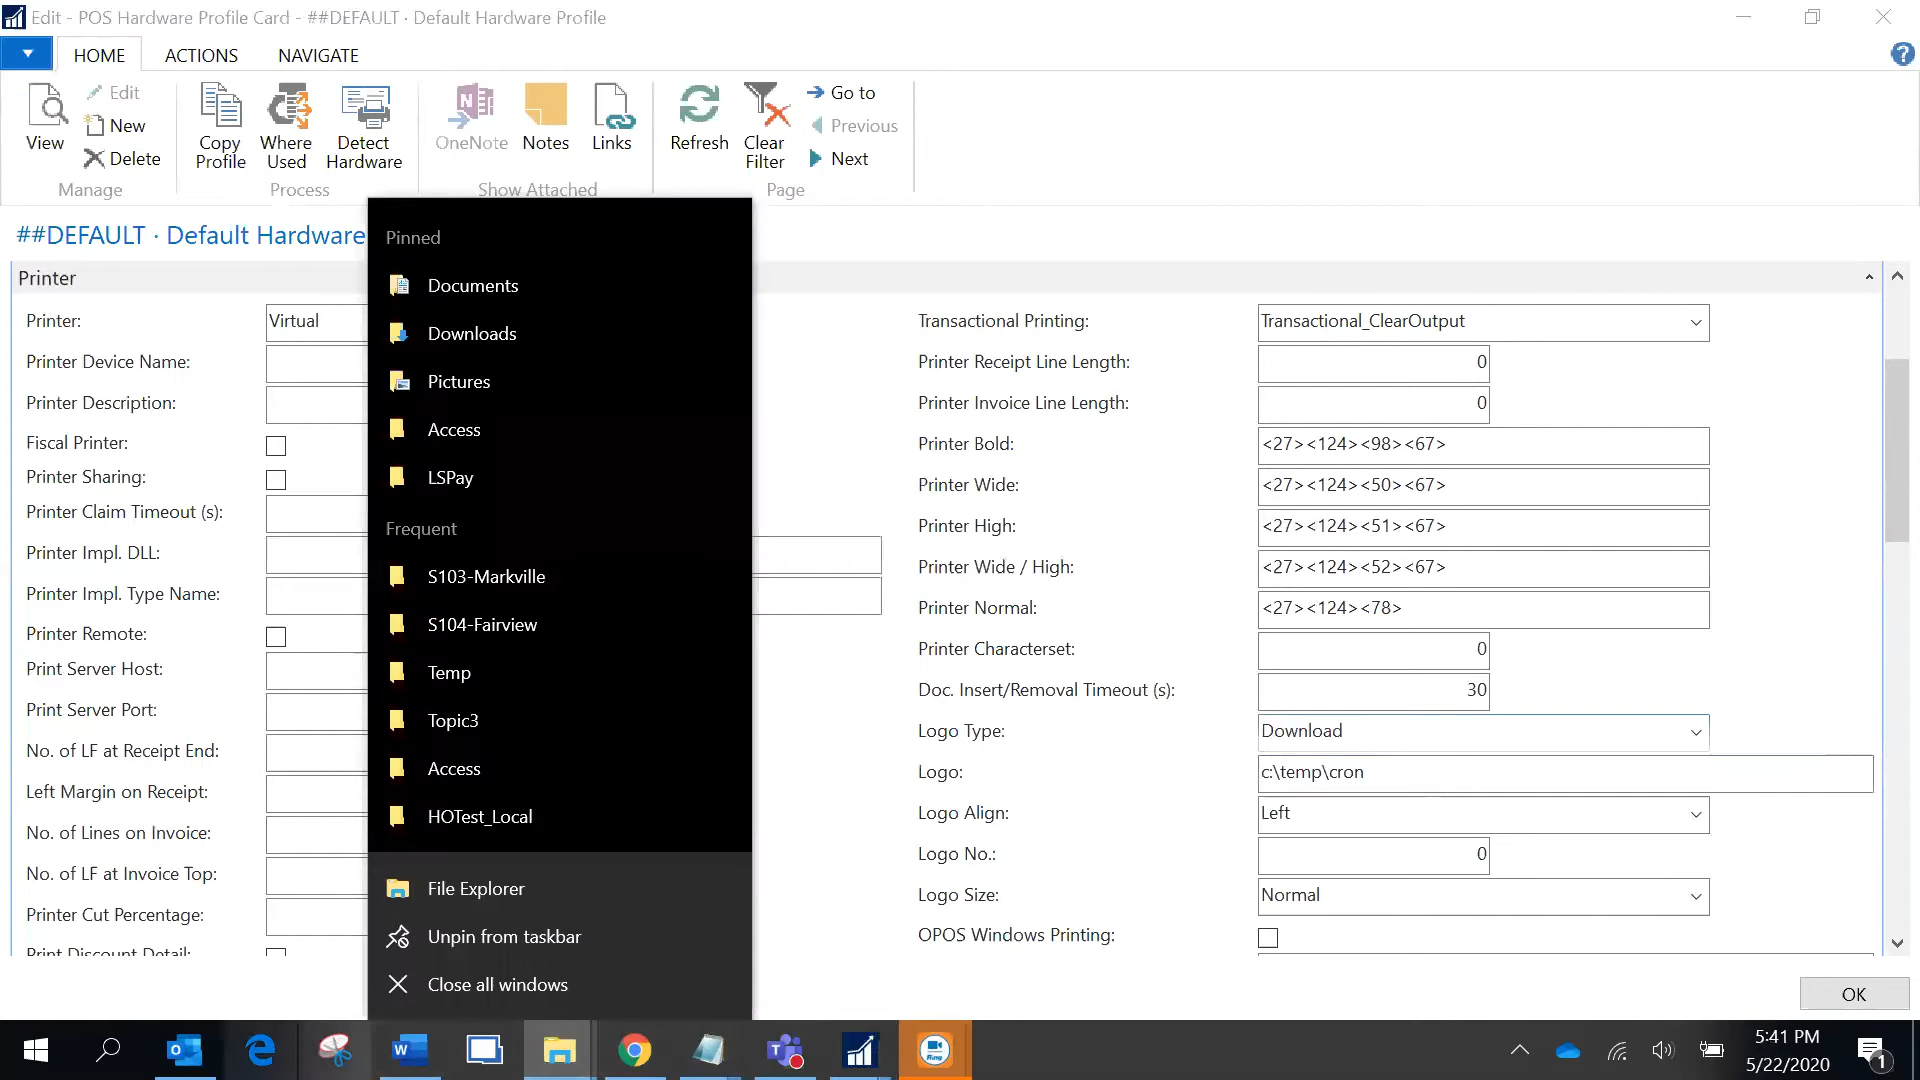 Edit - POS Hardware Profile Card - ##DEFAULT · Default Hardware Profile
HOME ACTIONS NAVIGATE
View
Edit
New
Delete
Manage
Copy Profile
Where Used
Detect Hardware
Process
OneNote
Notes
Links
Show Attached
Refresh
Clear Filter
Go to
Previous
Next
Page
##DEFAULT · Default Hardware
Printer
Printer: Virtual
Printer Device Name:
Printer Description:
Fiscal Printer:
Printer Sharing:
Printer Claim Timeout (s):
Printer Impl. DLL:
Printer Impl. Type Name:
Printer Remote:
Print Server Host:
Print Server Port:
No. of LF at Receipt End:
Left Margin on Receipt:
No. of Lines on Invoice:
No. of LF at Invoice Top:
Printer Cut Percentage:
Print Discount Detail:
Pinned
Documents
Downloads
Pictures
Access
LSPay
Frequent
S103-Markville
S104-Fairview
Temp
Topic3
Access
HOTest_Local
File Explorer
Unpin from taskbar
Close all windows
Transactional Printing: Transactional_ClearOutput
Printer Receipt Line Length: 0
Printer Invoice Line Length: 0
Printer Bold: <27><124><98><67>
Printer Wide: <27><124><50><67>
Printer High: <27><124><51><67>
Printer Wide / High: <27><124><52><67>
Printer Normal: <27><124><78>
Printer Characterset: 0
Doc. Insert/Removal Timeout (s): 30
Logo Type: Download
Logo: c:\temp\cron
Logo Align: Left
Logo No.: 0
Logo Size: Normal
OPOS Windows Printing:
OK
Ring
5:41 PM
5/22/2020
1